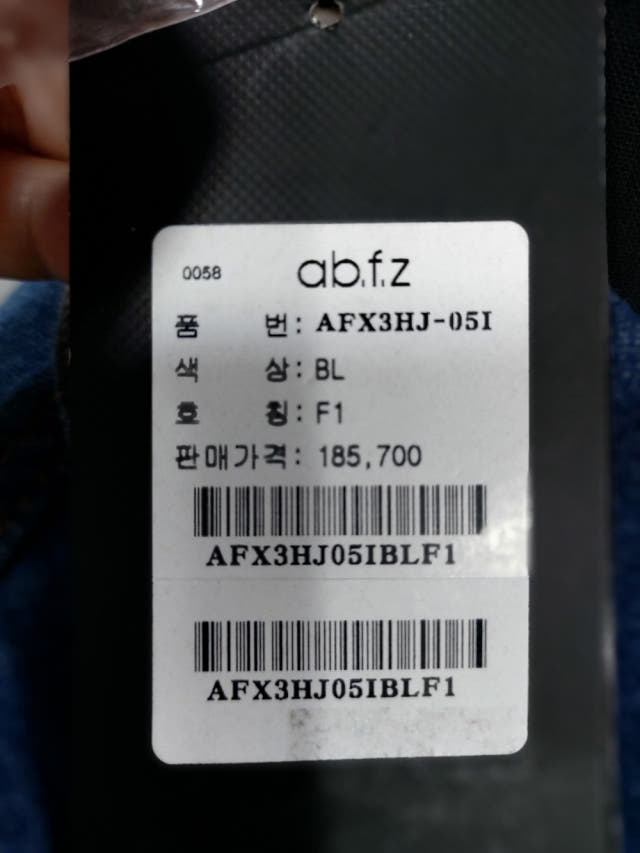 0058 ab.f.z
품 번: AFX3HJ-05I
색 상: BL
호 칭: F1
판매가격: 185,700
AFX3HJ05IBLF1
AFX3HJ05IBLF1